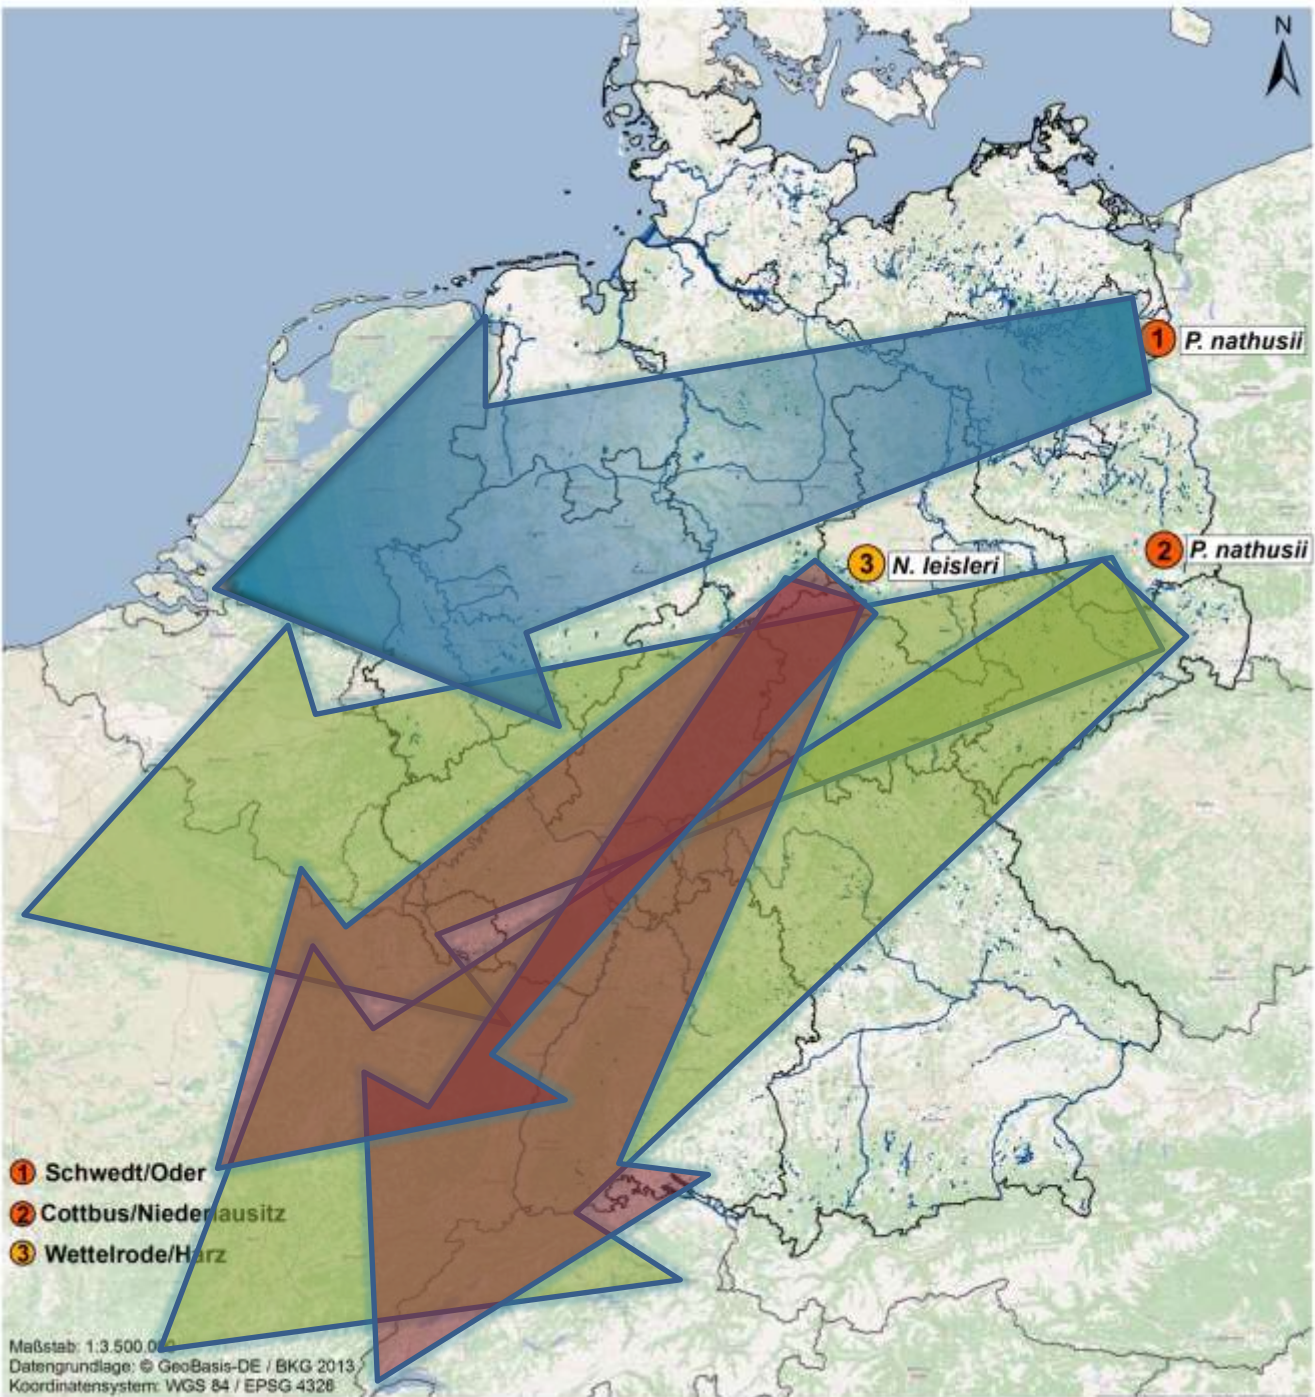 N
1 P. nathusii
2 P. nathusii
3 N. leisleri
1 Schwedt/Oder
2 Cottbus/Niederlausitz
3 Wettelrode/Harz
Maßstab: 1:3.500.000
Datengrundlage: © GeoBasis-DE / BKG 2013
Koordinatensystem: WGS 84 / EPSG 4326